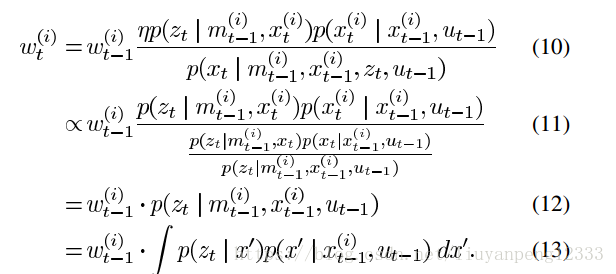 w_t^{(i)} = w_{t-1}^{(i)} \frac{\eta p(z_t | m_{t-1}^{(i)}, x_t^{(i)}) p(x_t^{(i)} | x_{t-1}^{(i)}, u_{t-1})}{p(x_t | m_{t-1}^{(i)}, x_{t-1}^{(i)}, z_t, u_{t-1})} (10)
\propto w_{t-1}^{(i)} \frac{p(z_t | m_{t-1}^{(i)}, x_t^{(i)}) p(x_t^{(i)} | x_{t-1}^{(i)}, u_{t-1})}{\frac{p(z_t | m_{t-1}^{(i)}, x_t) p(x_t | x_{t-1}^{(i)}, u_{t-1})}{p(z_t | m_{t-1}^{(i)}, x_{t-1}^{(i)}, u_{t-1})}} (11)
= w_{t-1}^{(i)} \cdot p(z_t | m_{t-1}^{(i)}, x_{t-1}^{(i)}, u_{t-1}) (12)
= w_{t-1}^{(i)} \cdot \int p(z_t | x') p(x' | x_{t-1}^{(i)}, u_{t-1}) dx'. (13)